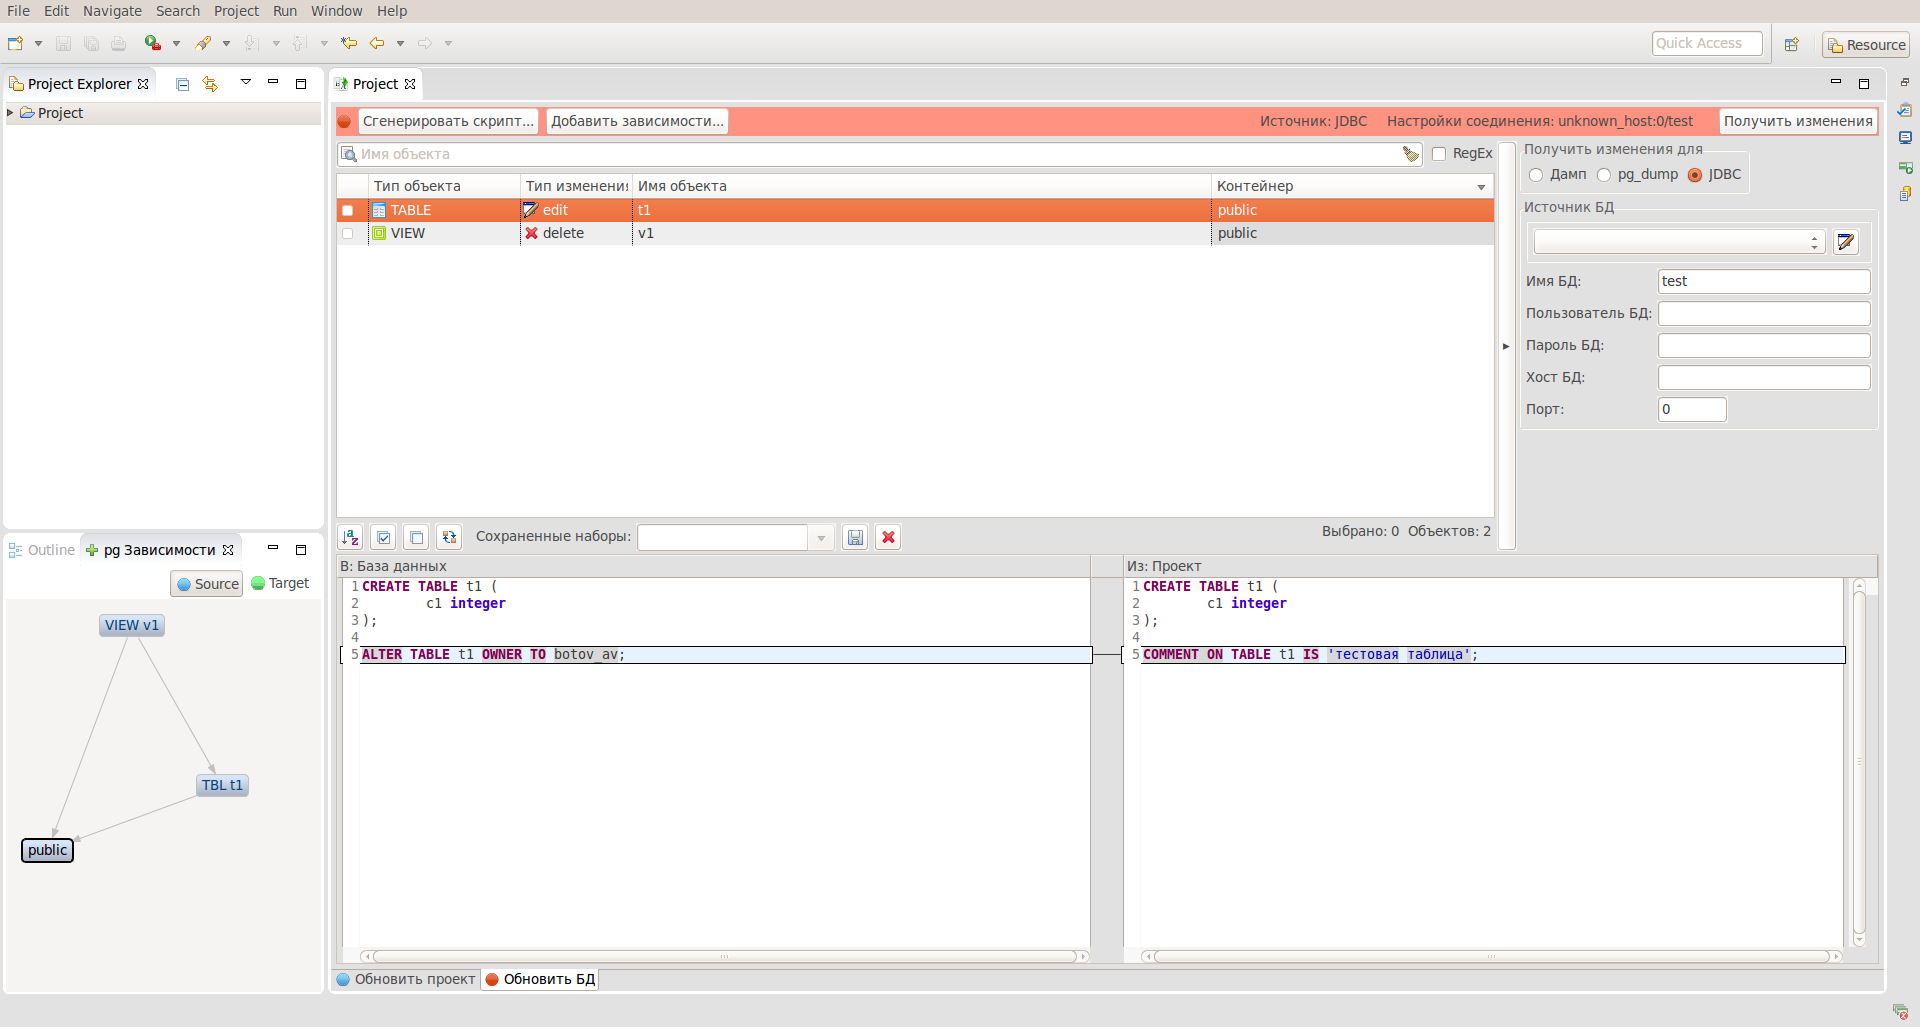 File Edit Navigate Search Project Run Window Help
Quick Access
Resource
Project Explorer
Project
Project
Сгенерировать скрипт...
Добавить зависимости...
Источник: JDBC
Настройки соединения: unknown_host:0/test
Получить изменения
Имя объекта
RegEx
Тип объекта Тип изменения Имя объекта Контейнер
TABLE edit t1 public
VIEW delete v1 public
Получить изменения для
Дамп pg_dump JDBC
Источник БД
Имя БД: test
Пользователь БД:
Пароль БД:
Хост БД:
Порт: 0
Сохраненные наборы:
Выбрано: 0 Объектов: 2
Outline
pg Зависимости
Source
Target
VIEW v1
TBL t1
public
В: База данных
1 CREATE TABLE t1 (
2 c1 integer
3 );
4
5 ALTER TABLE t1 OWNER TO botov_av;
Из: Проект
1 CREATE TABLE t1 (
2 c1 integer
3 );
4
5 COMMENT ON TABLE t1 IS 'тестовая таблица';
Обновить проект
Обновить БД